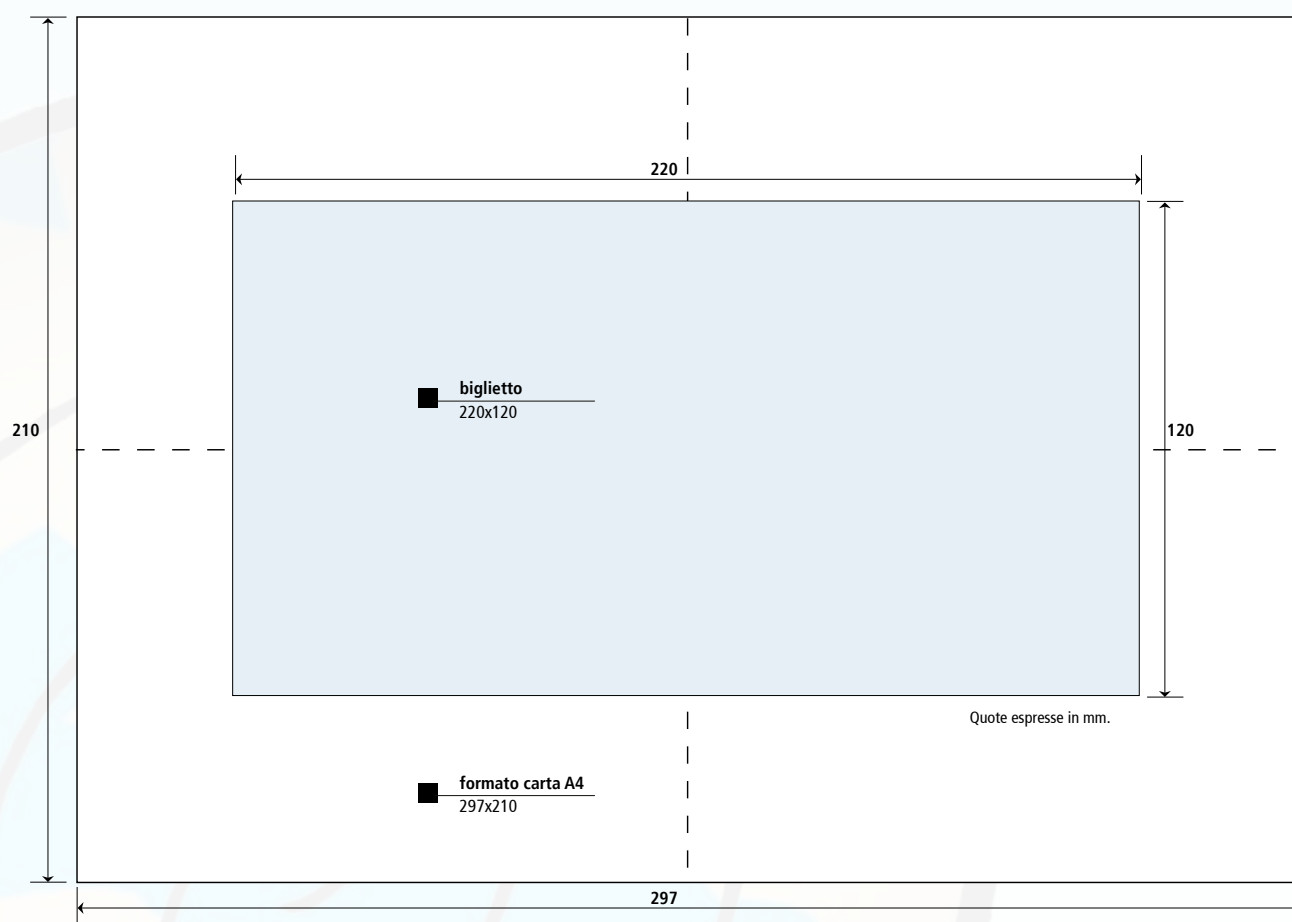 220
biglietto
220x120
210
120
Quote espresse in mm.
formato carta A4
297x210
297